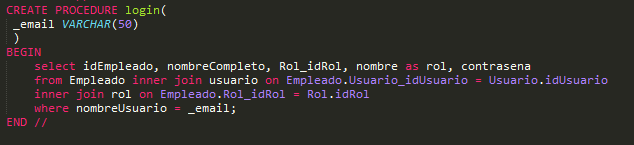 CREATE PROCEDURE login(
_email VARCHAR(50)
)
BEGIN
select idEmpleado, nombreCompleto, Rol_idRol, nombre as rol, contrasena
from Empleado inner join usuario on Empleado.Usuario_idUsuario = Usuario.idUsuario
inner join rol on Empleado.Rol_idRol = Rol.idRol
where nombreUsuario = _email;
END //